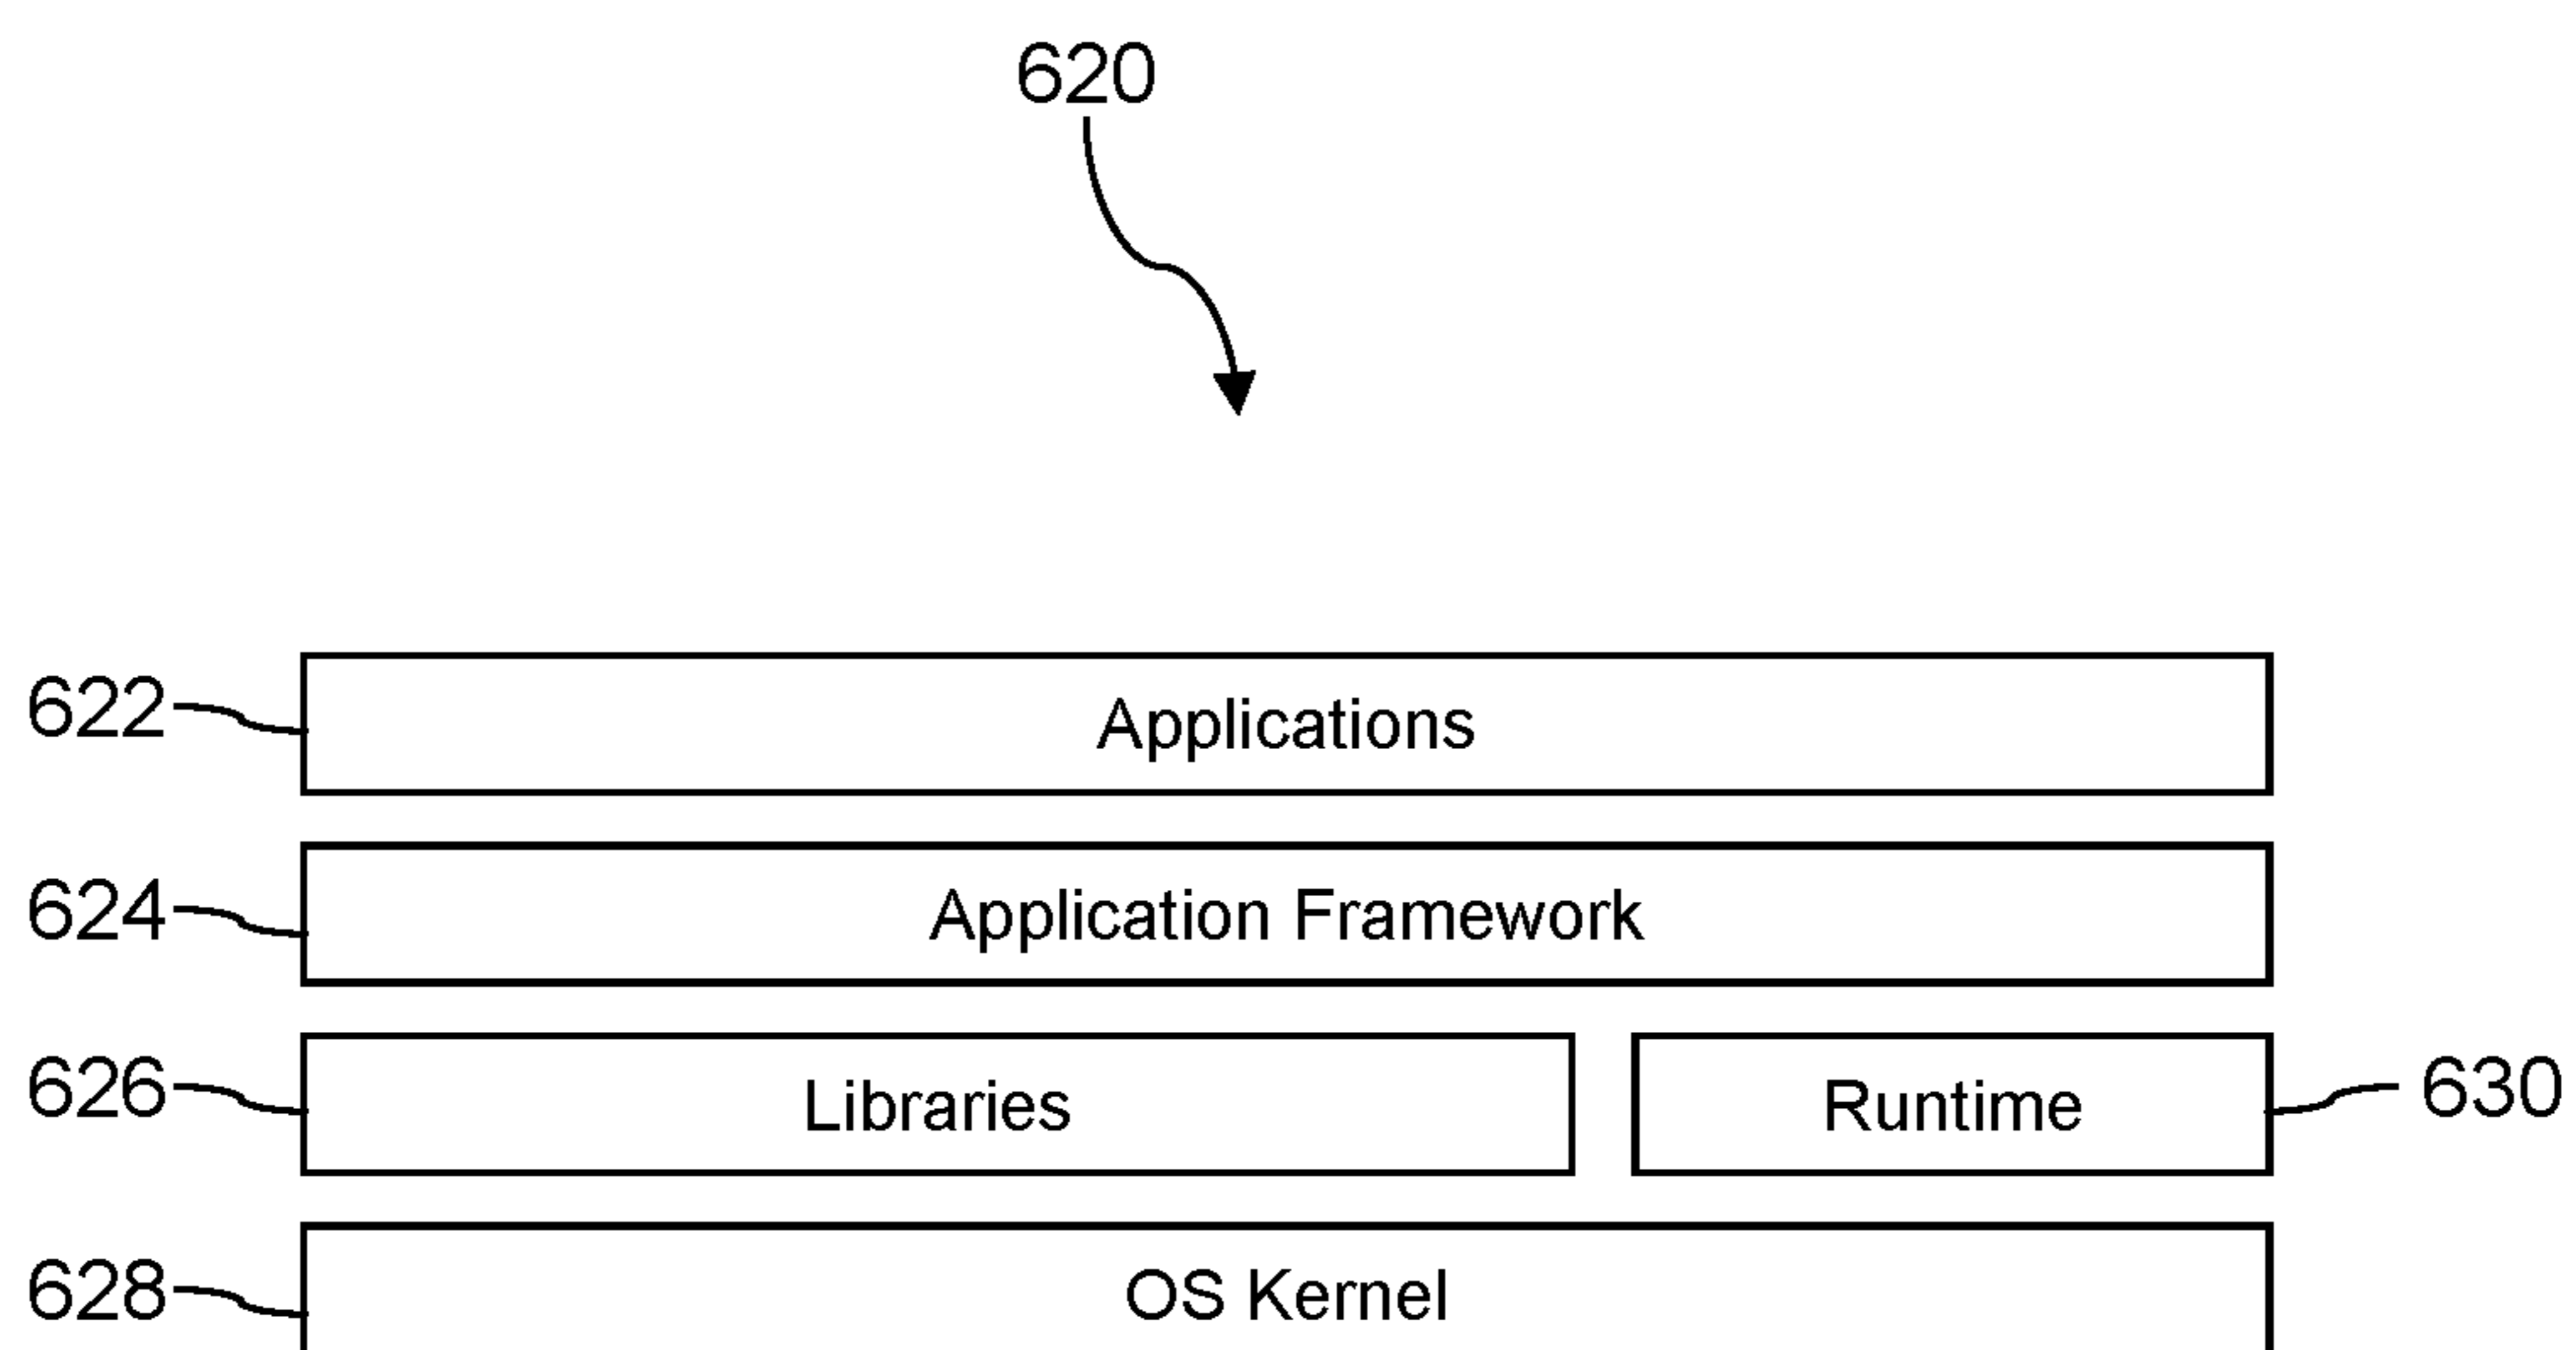 620
622 Applications
624 Application Framework
626 Libraries Runtime 630
628 OS Kernel